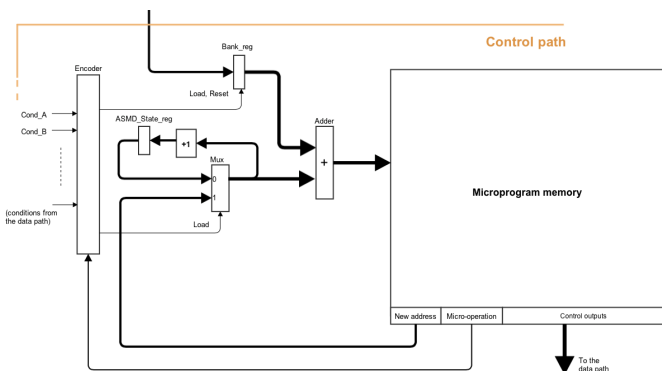 Control path
Bank_reg
Encoder
Load, Reset
Adder
Cond_A
ASMD_State_reg
Cond_B
+1
Mux
+
0
Microprogram memory
1
(conditions from
the data path)
Load
New address
Micro-operation
Control outputs
To the
data path